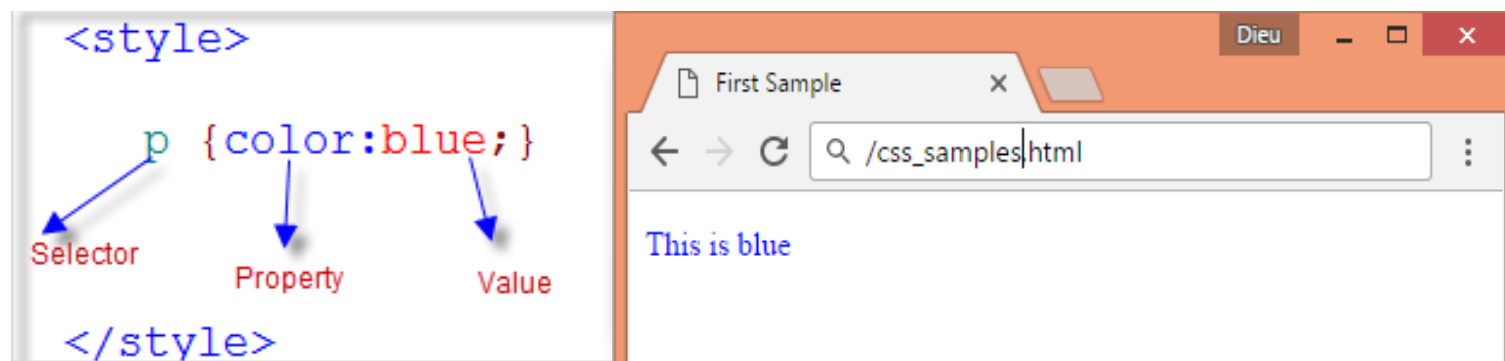 <style>
p {color:blue;}
Selector
Property
Value
</style>
Dieu
First Sample
/css_samples.html
This is blue